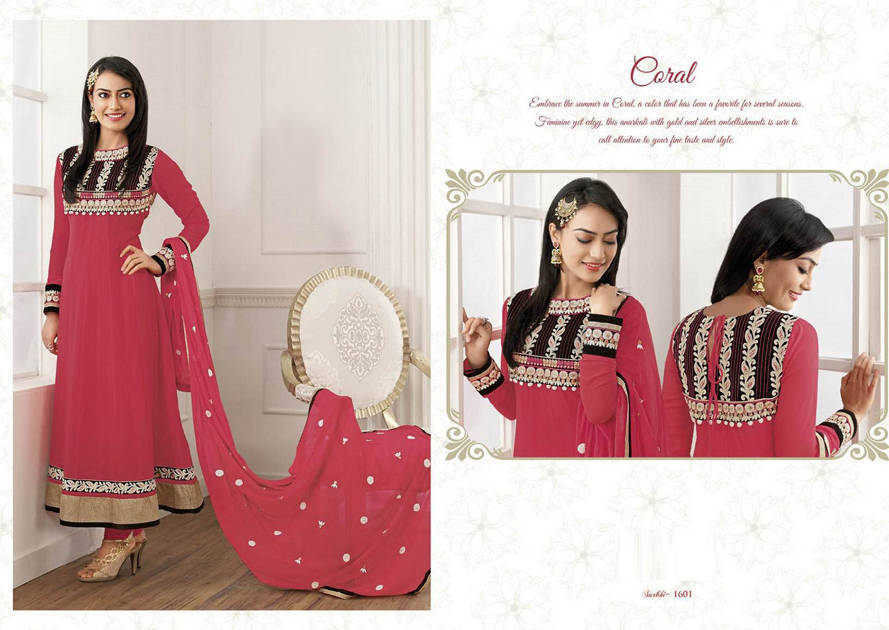 Coral
Embrace the summer in Coral, a color that has been a favorite for several seasons.
Feminine yet edgy, this anarkali with gold and silver embellishments is sure to
call attention to your fine taste and style.
Surbhi- 1601